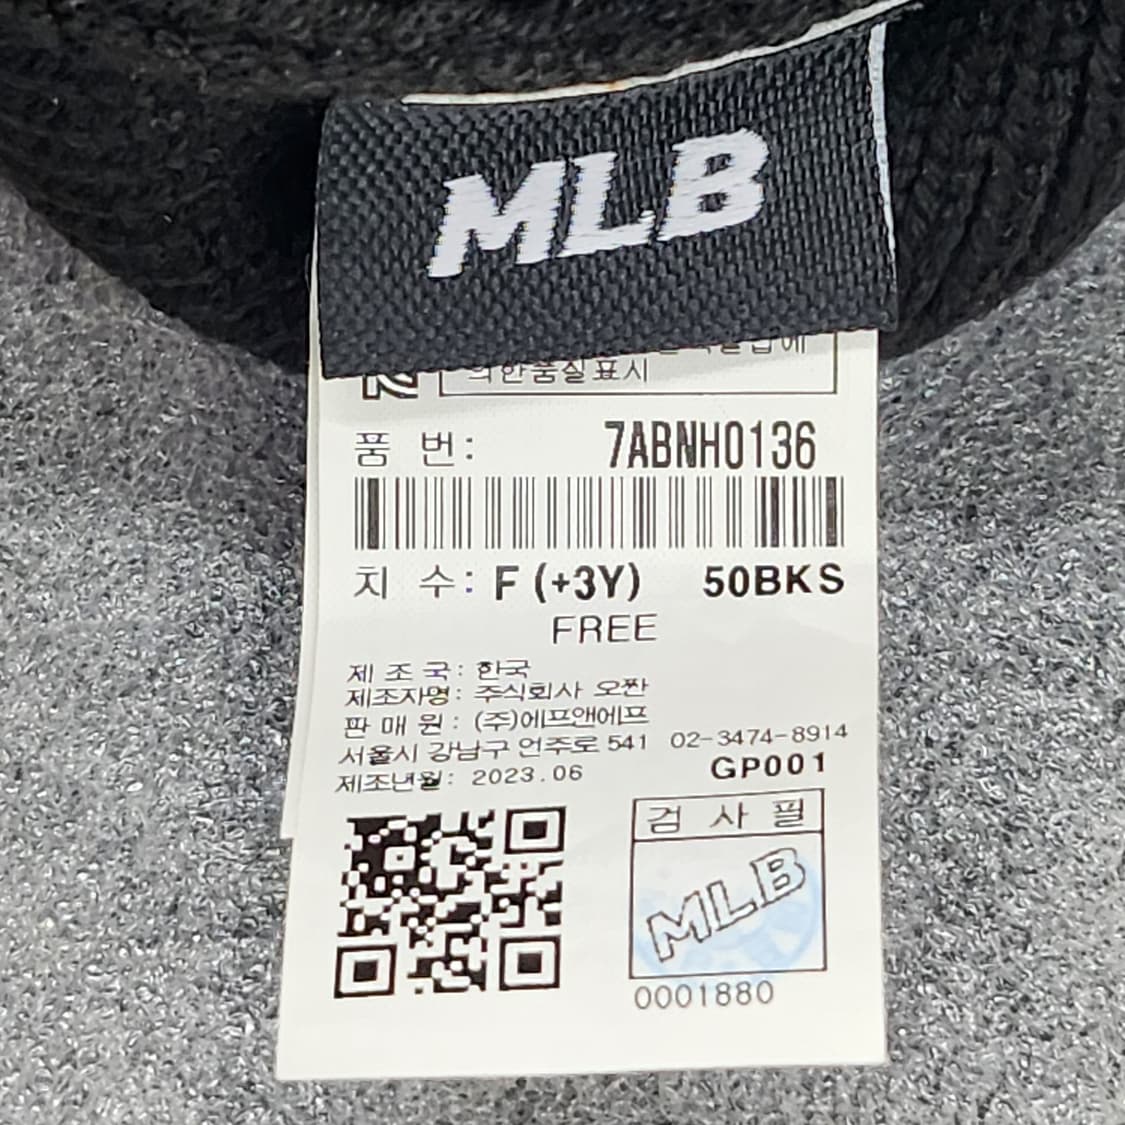 MLB
의한품질표시
품 번: 7ABNH0136
치 수: F (+3Y) 50BKS
FREE
제 조 국: 한국
제조자명: 주식회사 오짠
판 매 원: (주)에프앤에프
서울시 강남구 언주로 541 02-3474-8914
GP001
제조년월: 2023.06
검 사 필
MLB
0001880